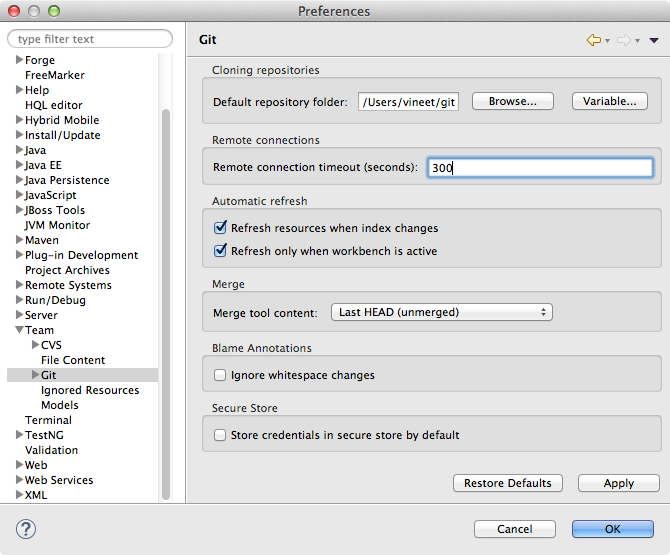 Preferences
type filter text
Forge
FreeMarker
Help
HQL editor
Hybrid Mobile
Install/Update
Java
Java EE
Java Persistence
JavaScript
JBoss Tools
JVM Monitor
Maven
Plug-in Development
Project Archives
Remote Systems
Run/Debug
Server
Team
CVS
File Content
Git
Ignored Resources
Models
Terminal
TestNG
Validation
Web
Web Services
XML
Git
Cloning repositories
Default repository folder: /Users/vineet/git Browse... Variable...
Remote connections
Remote connection timeout (seconds): 300
Automatic refresh
Refresh resources when index changes
Refresh only when workbench is active
Merge
Merge tool content: Last HEAD (unmerged)
Blame Annotations
Ignore whitespace changes
Secure Store
Store credentials in secure store by default
Restore Defaults Apply
? Cancel OK